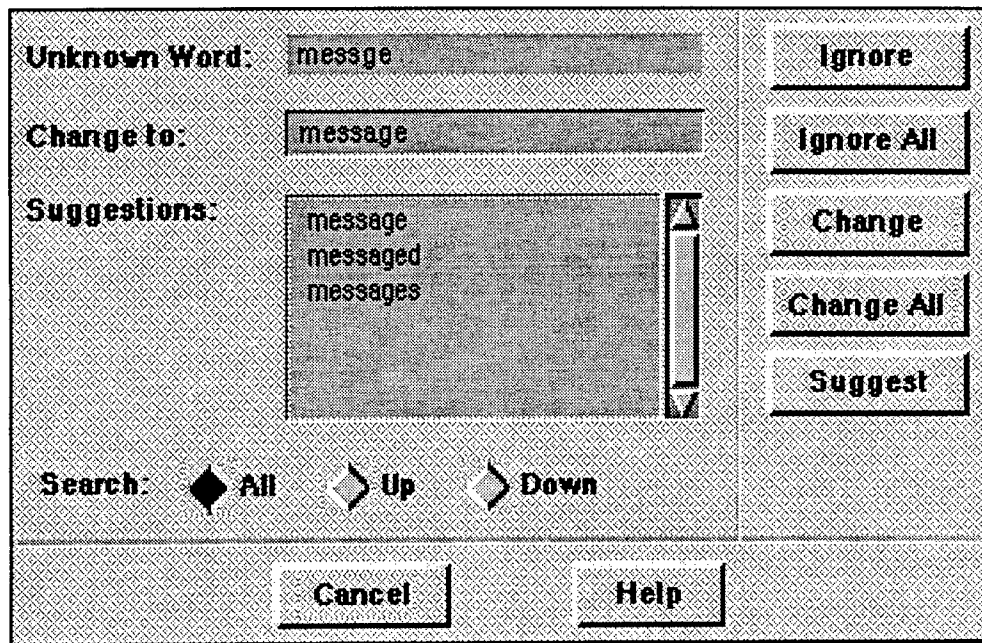 Unknown Word: messge
Change to: message
Suggestions: message
messaged
messages
Search: All Up Down
Ignore
Ignore All
Change
Change All
Suggest
Cancel Help